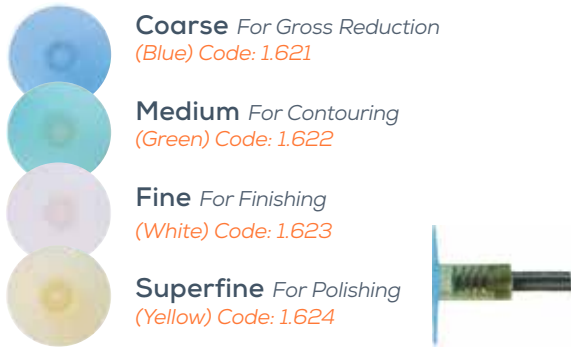 Coarse For Gross Reduction
(Blue) Code: 1.621
Medium For Contouring
(Green) Code: 1.622
Fine For Finishing
(White) Code: 1.623
Superfine For Polishing
(Yellow) Code: 1.624